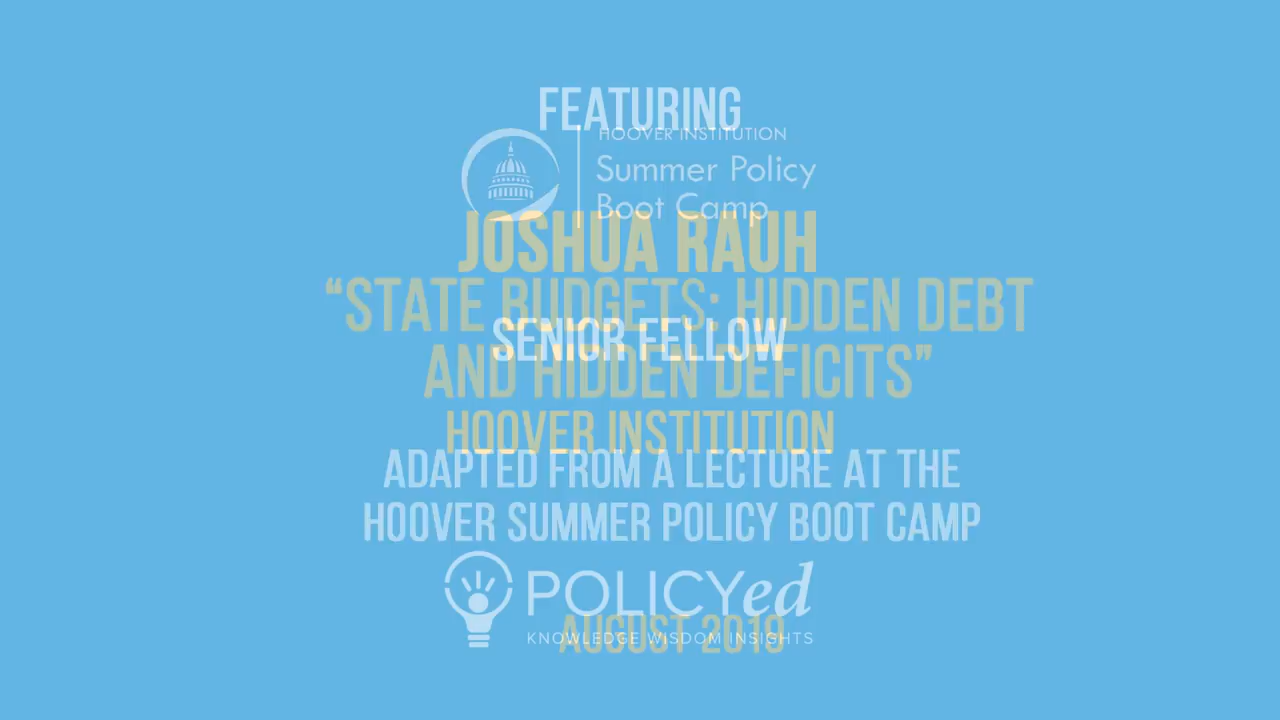 FEATURING
HOOVER INSTITUTION
Summer Policy
Boot Camp
JOSHUA RAUH
“STATE BUDGETS: HIDDEN DEBT
SENIOR FELLOW
AND HIDDEN DEFICITS”
HOOVER INSTITUTION
ADAPTED FROM A LECTURE AT THE
HOOVER SUMMER POLICY BOOT CAMP
POLICYed
AUGUST 2019
KNOWLEDGE WISDOM INSIGHTS